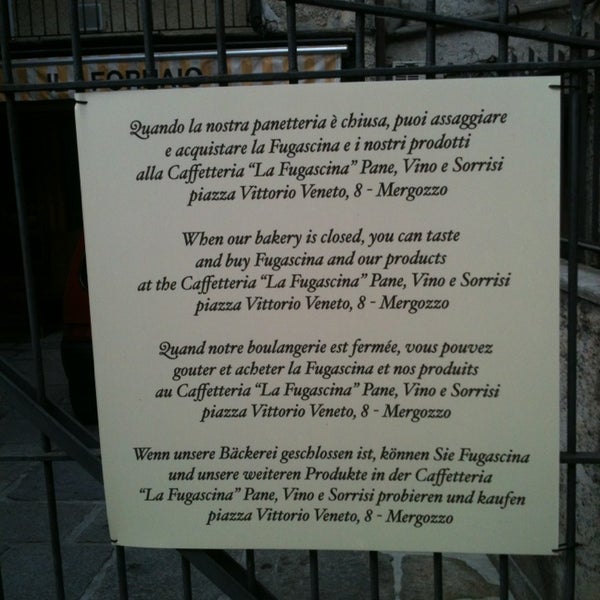 IL FORNAIO
Quando la nostra panetteria è chiusa, puoi assaggiare
e acquistare la Fugascina e i nostri prodotti
alla Caffetteria “La Fugascina” Pane, Vino e Sorrisi
piazza Vittorio Veneto, 8 - Mergozzo
When our bakery is closed, you can taste
and buy Fugascina and our products
at the Caffetteria “La Fugascina” Pane, Vino e Sorrisi
piazza Vittorio Veneto, 8 - Mergozzo
Quand notre boulangerie est fermée, vous pouvez
gouter et acheter la Fugascina et nos produits
au Caffetteria “La Fugascina” Pane, Vino e Sorrisi
piazza Vittorio Veneto, 8 - Mergozzo
Wenn unsere Bäckerei geschlossen ist, können Sie Fugascina
und unsere weiteren Produkte in der Caffetteria
“La Fugascina” Pane, Vino e Sorrisi probieren und kaufen
piazza Vittorio Veneto, 8 - Mergozzo